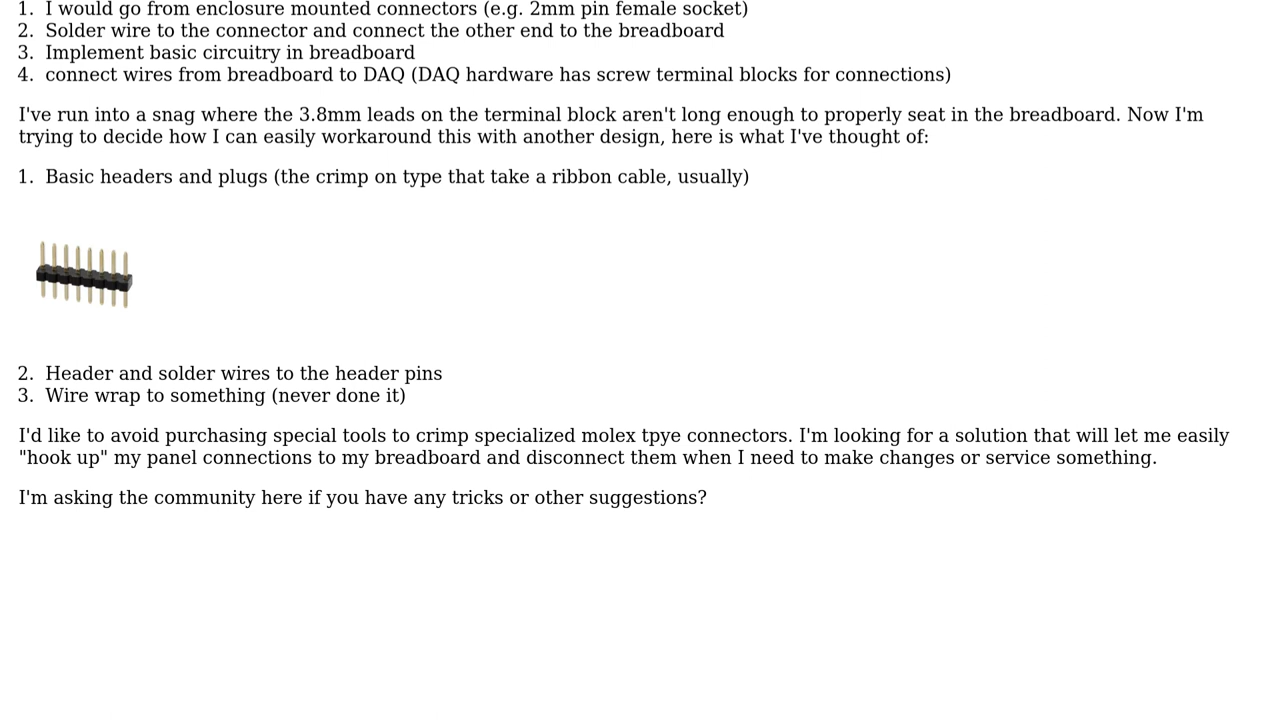 1. I would go from enclosure mounted connectors (e.g. 2mm pin female socket)
2. Solder wire to the connector and connect the other end to the breadboard
3. Implement basic circuitry in breadboard
4. connect wires from breadboard to DAQ (DAQ hardware has screw terminal blocks for connections)
I've run into a snag where the 3.8mm leads on the terminal block aren't long enough to properly seat in the breadboard. Now I'm
trying to decide how I can easily workaround this with another design, here is what I've thought of:
1. Basic headers and plugs (the crimp on type that take a ribbon cable, usually)
2. Header and solder wires to the header pins
3. Wire wrap to something (never done it)
I'd like to avoid purchasing special tools to crimp specialized molex tpye connectors. I'm looking for a solution that will let me easily
"hook up" my panel connections to my breadboard and disconnect them when I need to make changes or service something.
I'm asking the community here if you have any tricks or other suggestions?